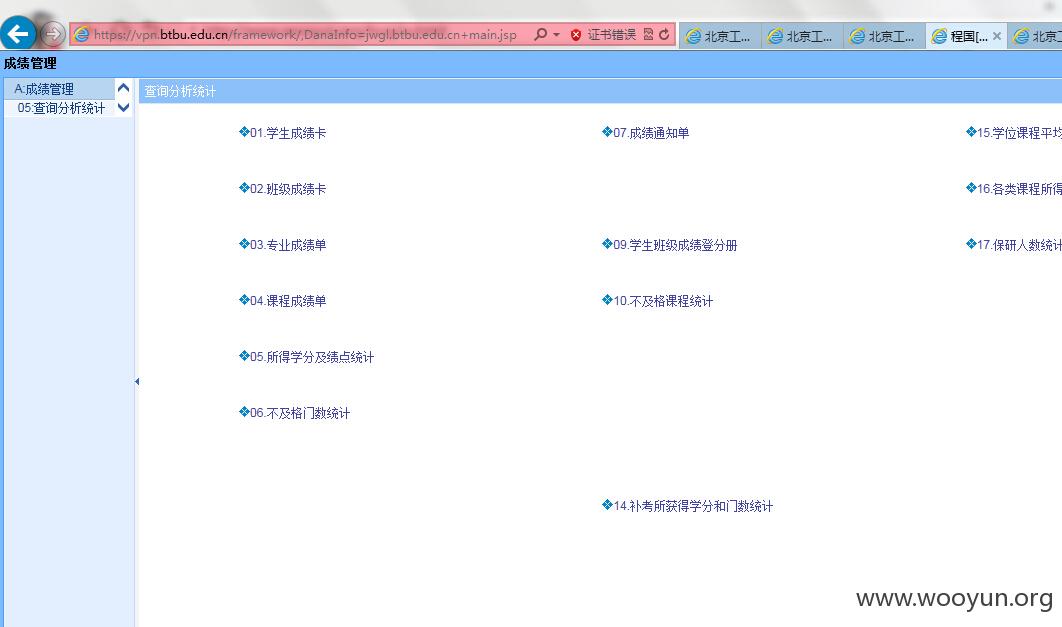 https://vpn.btbu.edu.cn/framework/,DanaInfo=jwgl.btbu.edu.cn+main.jsp 证书错误 北京工... 北京工... 北京工... 程国[... 北京工
成绩管理
A:成绩管理
05:查询分析统计
查询分析统计
01.学生成绩卡 07.成绩通知单 15.学位课程平均
02.班级成绩卡 16.各类课程所得
03.专业成绩单 09.学生班级成绩登分册 17.保研人数统计
04.课程成绩单 10.不及格课程统计
05.所得学分及绩点统计
06.不及格门数统计
14.补考所获得学分和门数统计
www.wooyun.org